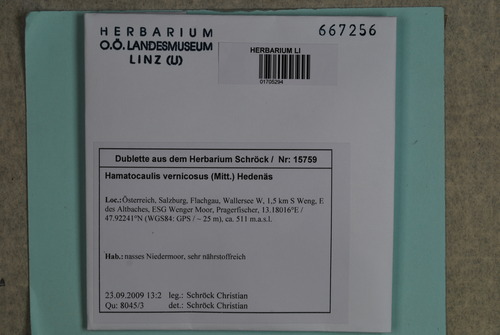 HERBARIUM
O.Ö. LANDESMUSEUM
LINZ (U)
667256
HERBARIUM LI
01705294
Dublette aus dem Herbarium Schröck / Nr: 15759
Hamatocaulis vernicosus (Mitt.) Hedenäs
Loc.: Österreich, Salzburg, Flachgau, Wallersee W, 1,5 km S Weng, E
des Altbaches, ESG Wenger Moor, Pragerfischer, 13.18016°E /
47.92241°N (WGS84: GPS / ~ 25 m), ca. 511 m.a.s.l.
Hab.: nasses Niedermoor, sehr nährstoffreich
23.09.2009 13:2 leg.: Schröck Christian
Qu: 8045/3 det.: Schröck Christian